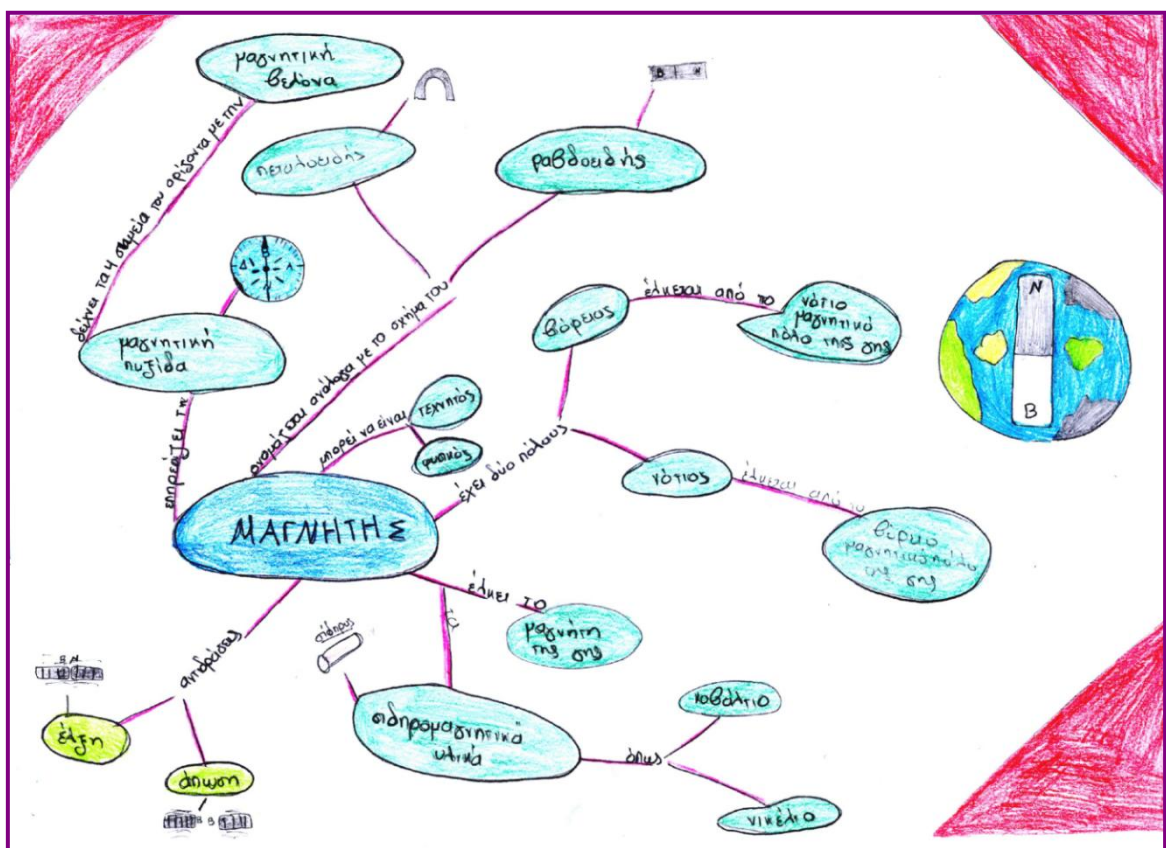 μαγνητική
βελόνα
πεταλοειδής
Β Ν
ραβδοειδής
δείχνει τα 4 σημεία του ορίζοντα με την
Β
Δ Λ
Ν
μαγνητική
πυξίδα
επηρεάζει τη
ονομάζεται ανάλογα με το σχήμα του
μπορεί να είναι
τεχνητός
φυσικός
έχει δύο πόλους
βόρειος
έλκεται από το
νότιο
μαγνητικό
πόλο της γης
Ν
Β
νότιος
έλκεται από το
βόρειο
μαγνητικό πόλο
της γης
ΜΑΓΝΗΤΗΣ
έλκει το
μαγνήτη
της γης
τα
σίδηρος
σιδηρομαγνητικά
υλικά
όπως
κοβάλτιο
νικέλιο
αντιδράσεις
Β Ν
έλξη
άπωση
Β Β